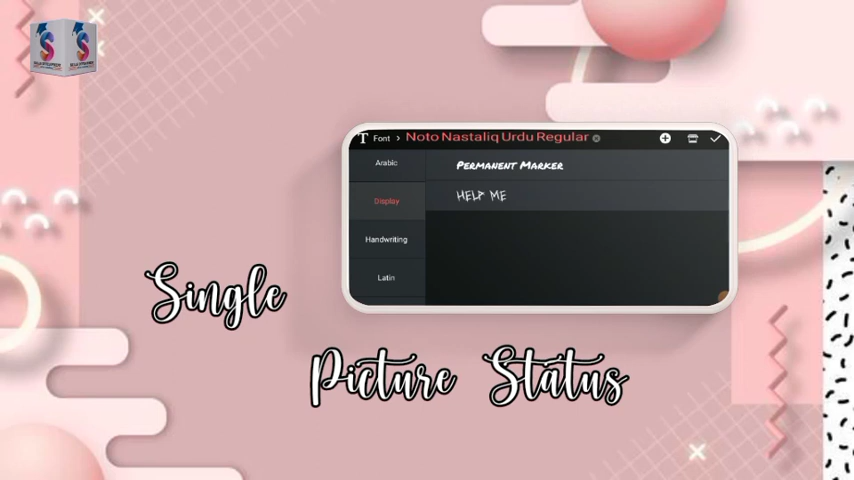 Font > Noto Nastaliq Urdu Regular
Arabic
PERMANENT MARKER
Display
HELP ME
Handwriting
Latin
Single
Picture Status